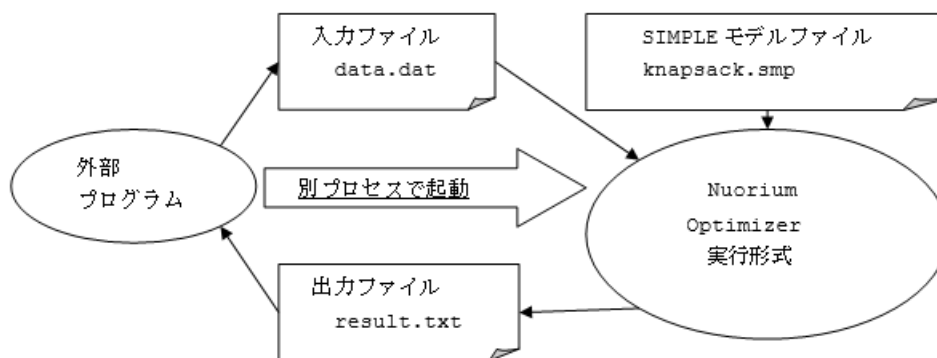 入力ファイル
data.dat
SIMPLE モデルファイル
knapsack.smp
外部
プログラム
別プロセスで起動
Nuorium
Optimizer
実行形式
出力ファイル
result.txt